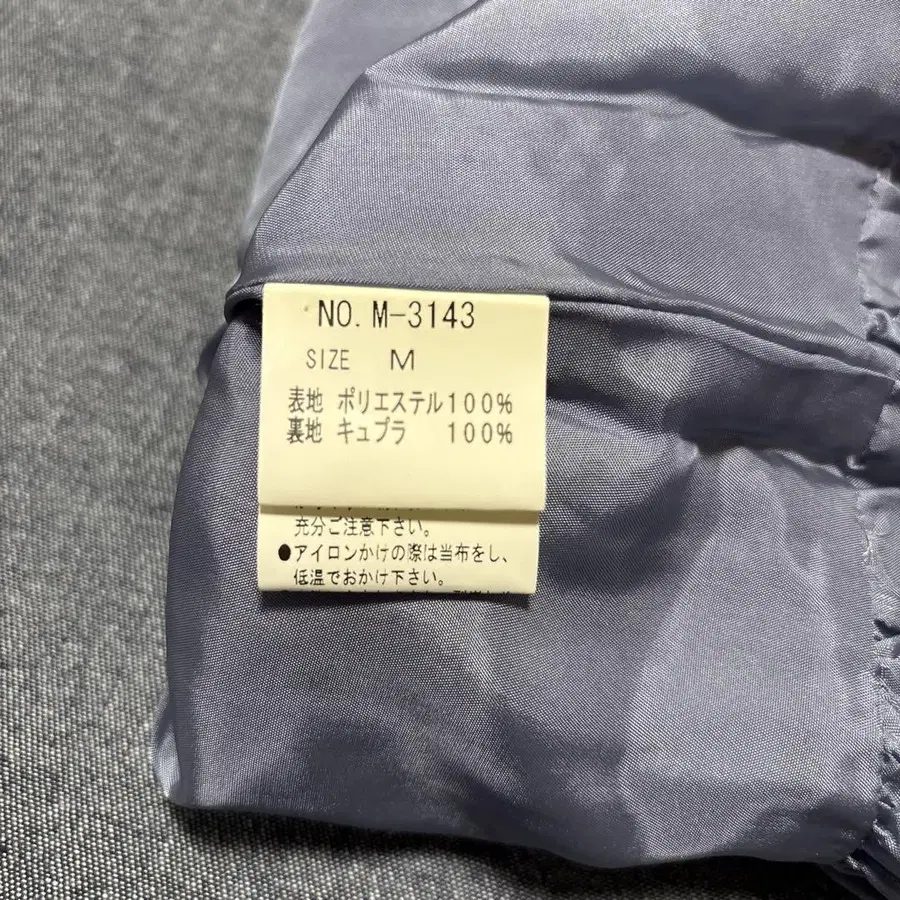 NO. M-3143
SIZE M
表地 ポリエステル100%
裏地 キュプラ 100%
充分ご注意下さい。
●アイロンかけの際は当布をし、
低温でおかけ下さい。